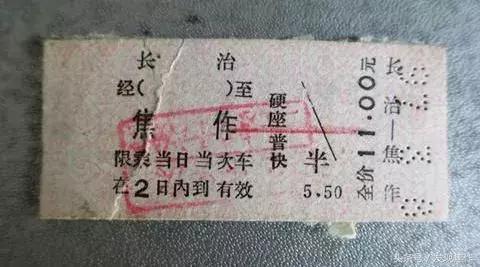 长治
经( )至
焦作
限乘当日当次车
在2日内到有效
硬座普快
半
5.50
全价11.00元
长治—焦作